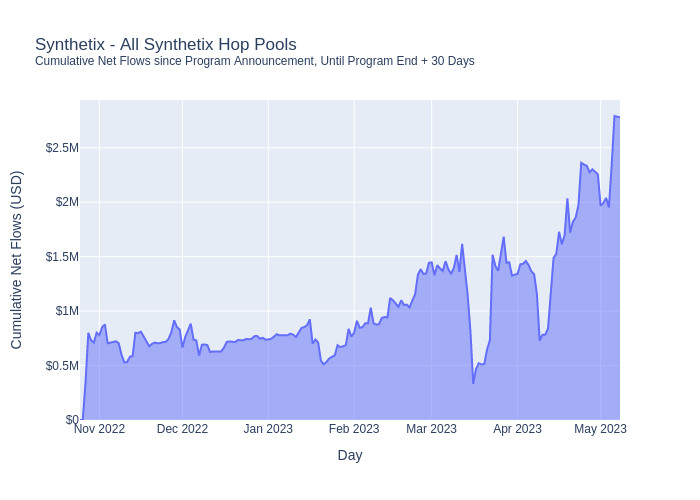 Synthetix - All Synthetix Hop Pools
Cumulative Net Flows since Program Announcement, Until Program End + 30 Days
Cumulative Net Flows (USD)
$2.5M
$2M
$1.5M
$1M
$0.5M
$0
Nov 2022
Dec 2022
Jan 2023
Feb 2023
Mar 2023
Apr 2023
May 2023
Day